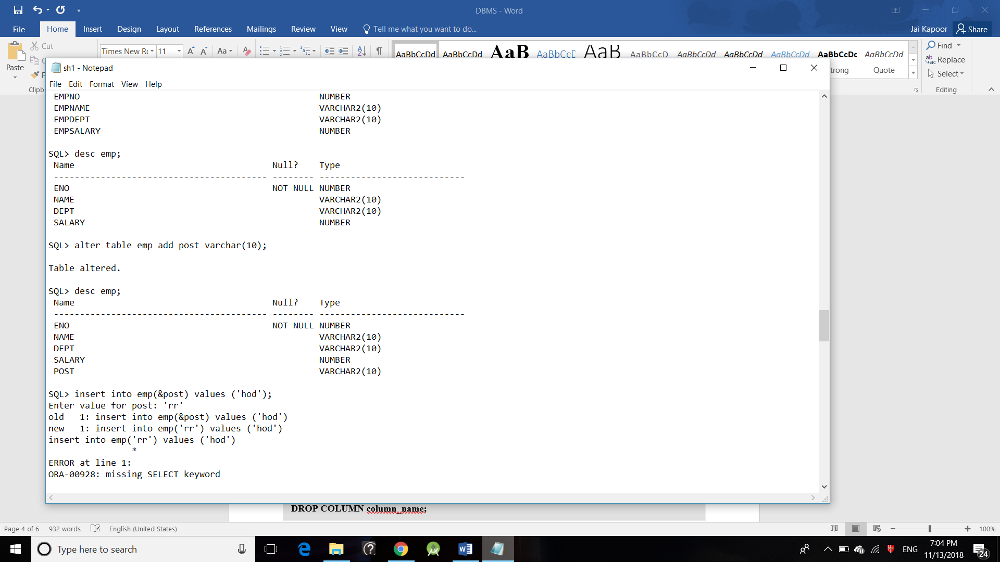 DBMS - Word
File Home Insert Design Layout References Mailings Review View Tell me what you want to do... Jai Kapoor Share
Cut
Paste
Times New Ro 11
AaBbCcDd AaBbCcDd AaB AaBbCcD AaB AaBbCcD AaBbCcDd AaBbCcDd AaBbCcDd AaBbCcDc AaBbCcDd
trong Quote
Find
Replace
Select
Editing
Clipb
sh1 - Notepad
File Edit Format View Help
EMPNO NUMBER
EMPNAME VARCHAR2(10)
EMPDEPT VARCHAR2(10)
EMPSALARY NUMBER
SQL> desc emp;
Name Null? Type
----------------------------------------- -------- ----------------------------
ENO NOT NULL NUMBER
NAME VARCHAR2(10)
DEPT VARCHAR2(10)
SALARY NUMBER
SQL> alter table emp add post varchar(10);
Table altered.
SQL> desc emp;
Name Null? Type
----------------------------------------- -------- ----------------------------
ENO NOT NULL NUMBER
NAME VARCHAR2(10)
DEPT VARCHAR2(10)
SALARY NUMBER
POST VARCHAR2(10)
SQL> insert into emp(&post) values ('hod');
Enter value for post: 'rr'
old 1: insert into emp(&post) values ('hod')
new 1: insert into emp('rr') values ('hod')
insert into emp('rr') values ('hod')
*
ERROR at line 1:
ORA-00928: missing SELECT keyword
DROP COLUMN column_name;
Page 4 of 6 932 words English (United States) 100%
Type here to search
ENG 7:04 PM
11/13/2018 24